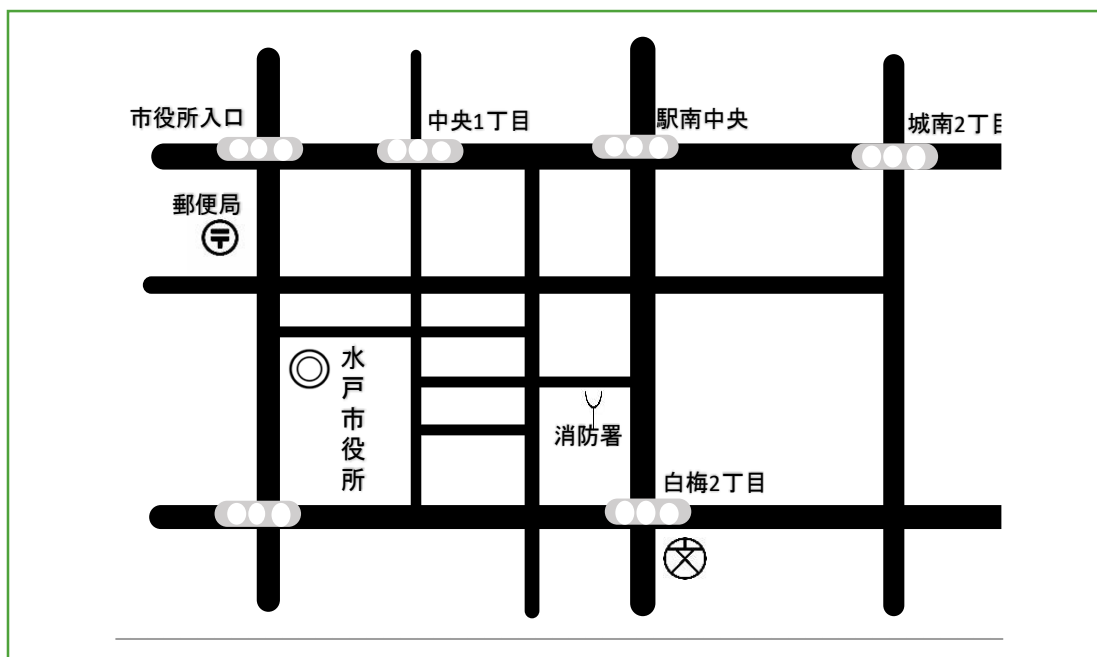 市役所入口
中央1丁目
駅南中央
城南2丁目
郵便局
水戸市役所
消防署
白梅2丁目